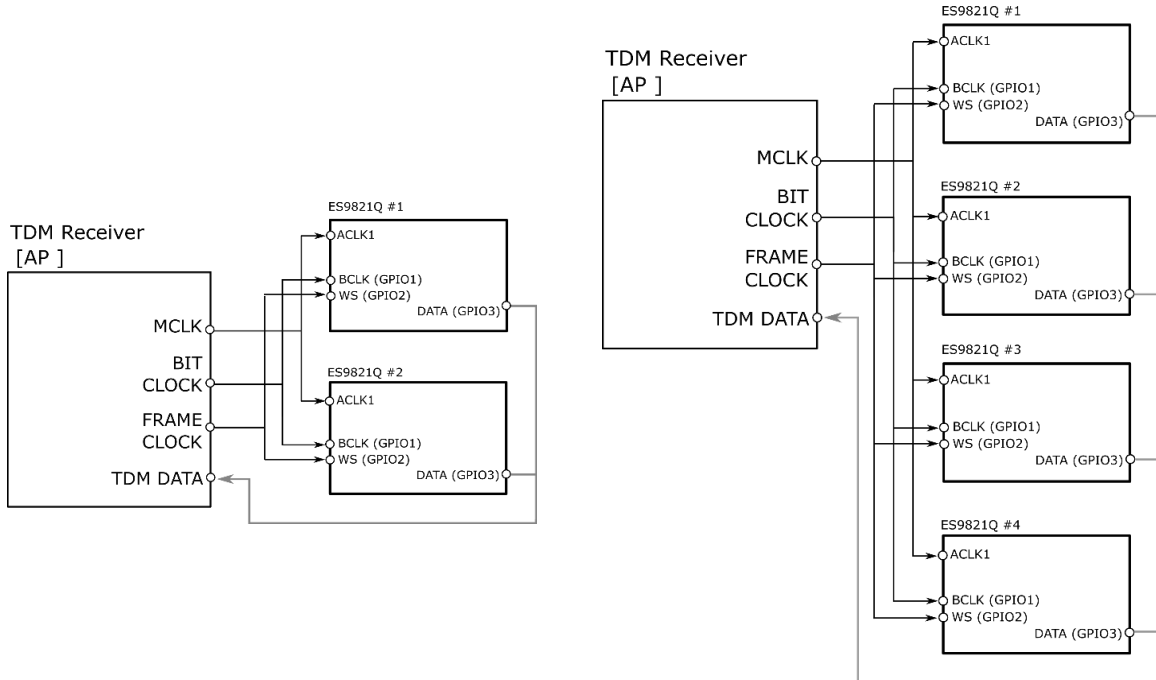 TDM Receiver
[AP ]
MCLK
BIT
CLOCK
FRAME
CLOCK
TDM DATA
ES9821Q #1
ACLK1
BCLK (GPIO1)
WS (GPIO2)
DATA (GPIO3)
ES9821Q #2
ACLK1
BCLK (GPIO1)
WS (GPIO2)
DATA (GPIO3)
TDM Receiver
[AP ]
MCLK
BIT
CLOCK
FRAME
CLOCK
TDM DATA
ES9821Q #1
ACLK1
BCLK (GPIO1)
WS (GPIO2)
DATA (GPIO3)
ES9821Q #2
ACLK1
BCLK (GPIO1)
WS (GPIO2)
DATA (GPIO3)
ES9821Q #3
ACLK1
BCLK (GPIO1)
WS (GPIO2)
DATA (GPIO3)
ES9821Q #4
ACLK1
BCLK (GPIO1)
WS (GPIO2)
DATA (GPIO3)